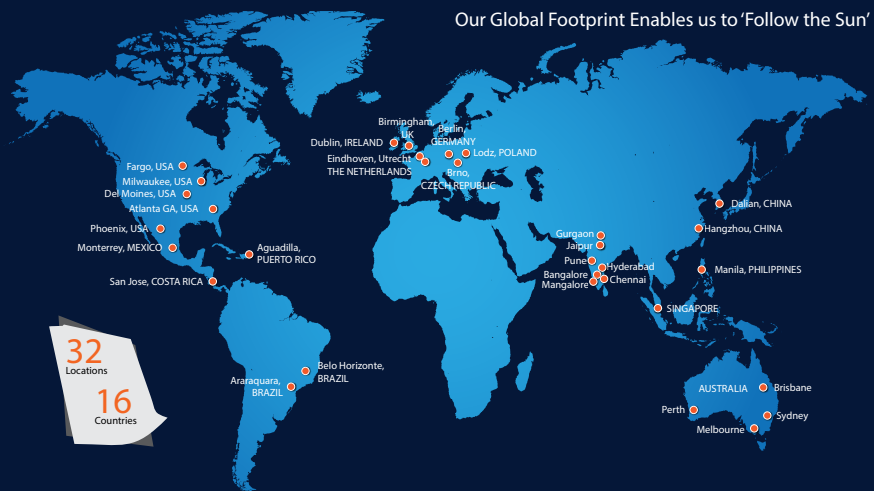 Our Global Footprint Enables us to ‘Follow the Sun’
Birmingham,
UK
Berlin,
GERMANY
Dublin, IRELAND
Lodz, POLAND
Eindhoven, Utrecht
THE NETHERLANDS
Brno,
CZECH REPUBLIC
Fargo, USA
Milwaukee, USA
Del Moines, USA
Atlanta GA, USA
Phoenix, USA
Monterrey, MEXICO
Aguadilla,
PUERTO RICO
San Jose, COSTA RICA
Dalian, CHINA
Hangzhou, CHINA
Gurgaon
Jaipur
Pune
Hyderabad
Bangalore
Chennai
Mangalore
Manila, PHILIPPINES
SINGAPORE
32
Locations
16
Countries
Belo Horizonte,
BRAZIL
Araraquara,
BRAZIL
AUSTRALIA
Brisbane
Perth
Sydney
Melbourne